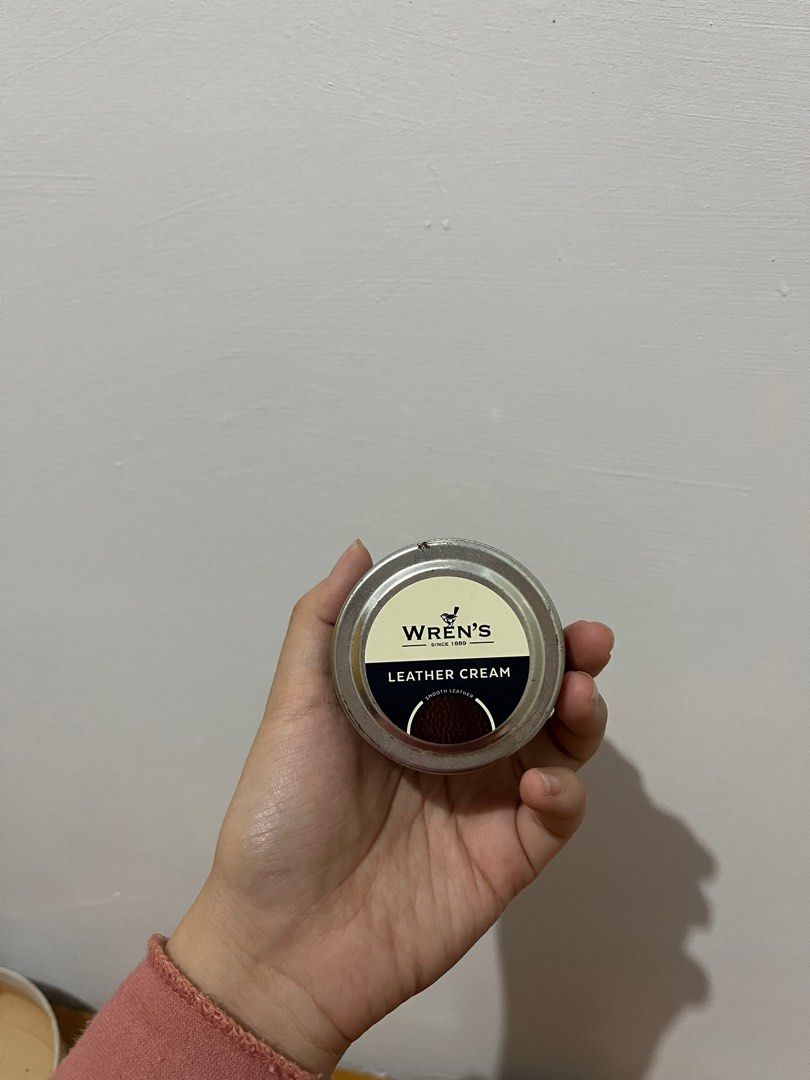 WREN'S
SINCE 1889
LEATHER CREAM
SMOOTH LEATHER